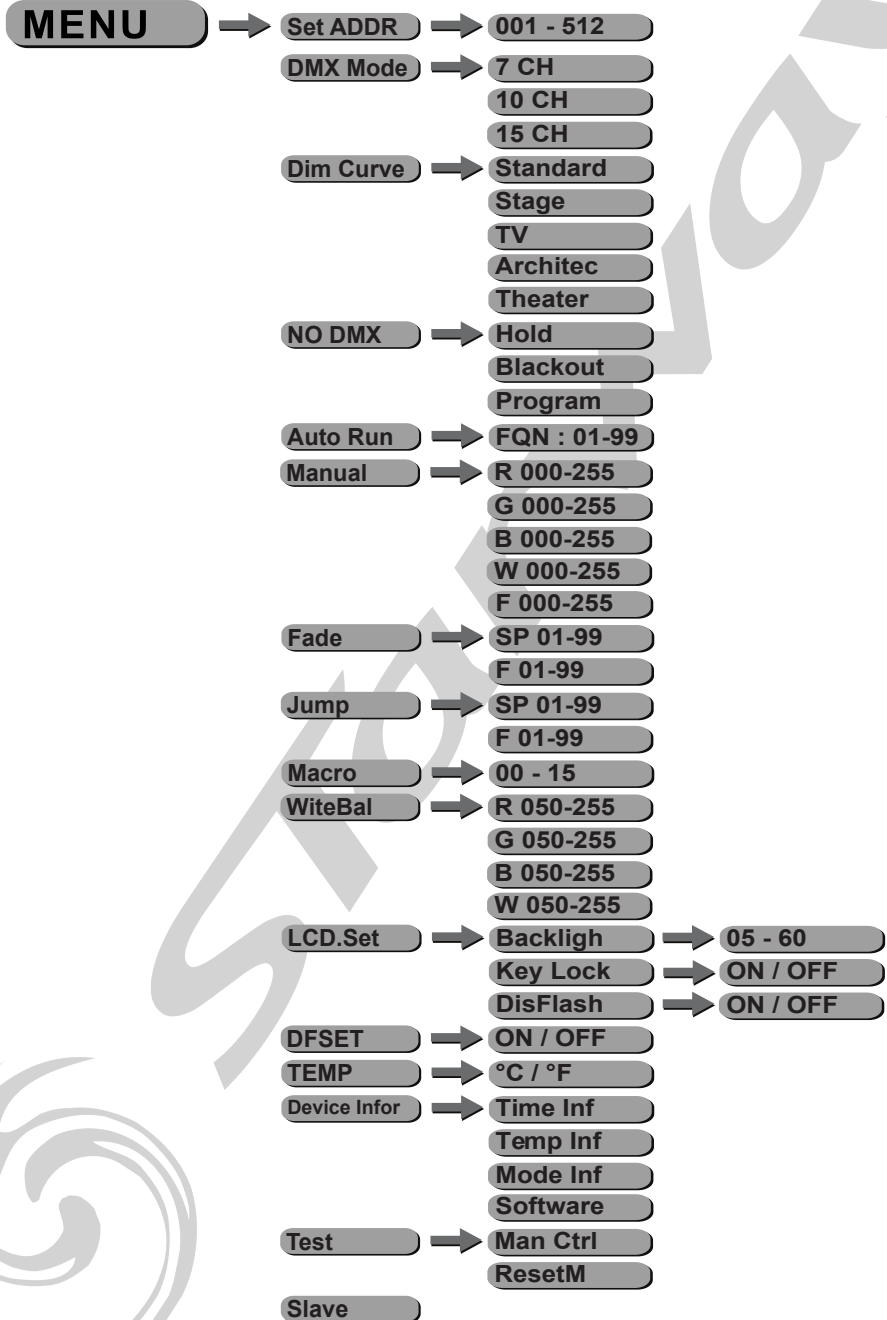 MENU Set ADDR 001 - 512
DMX Mode 7 CH
10 CH
15 CH
Dim Curve Standard
Stage
TV
Architec
Theater
NO DMX Hold
Blackout
Program
Auto Run FQN : 01-99
Manual R 000-255
G 000-255
B 000-255
W 000-255
F 000-255
Fade SP 01-99
F 01-99
Jump SP 01-99
F 01-99
Macro 00 - 15
WiteBal R 050-255
G 050-255
B 050-255
W 050-255
LCD.Set Backligh 05 - 60
Key Lock ON / OFF
DisFlash ON / OFF
DFSET ON / OFF
TEMP °C / °F
Device Infor Time Inf
Temp Inf
Mode Inf
Software
Test Man Ctrl
ResetM
Slave